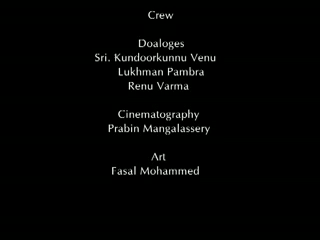 Crew
Doaloges
Sri. Kundoorkunnu Venu
Lukhman Pambra
Renu Varma
Cinematography
Prabin Mangalassery
Art
Fasal Mohammed